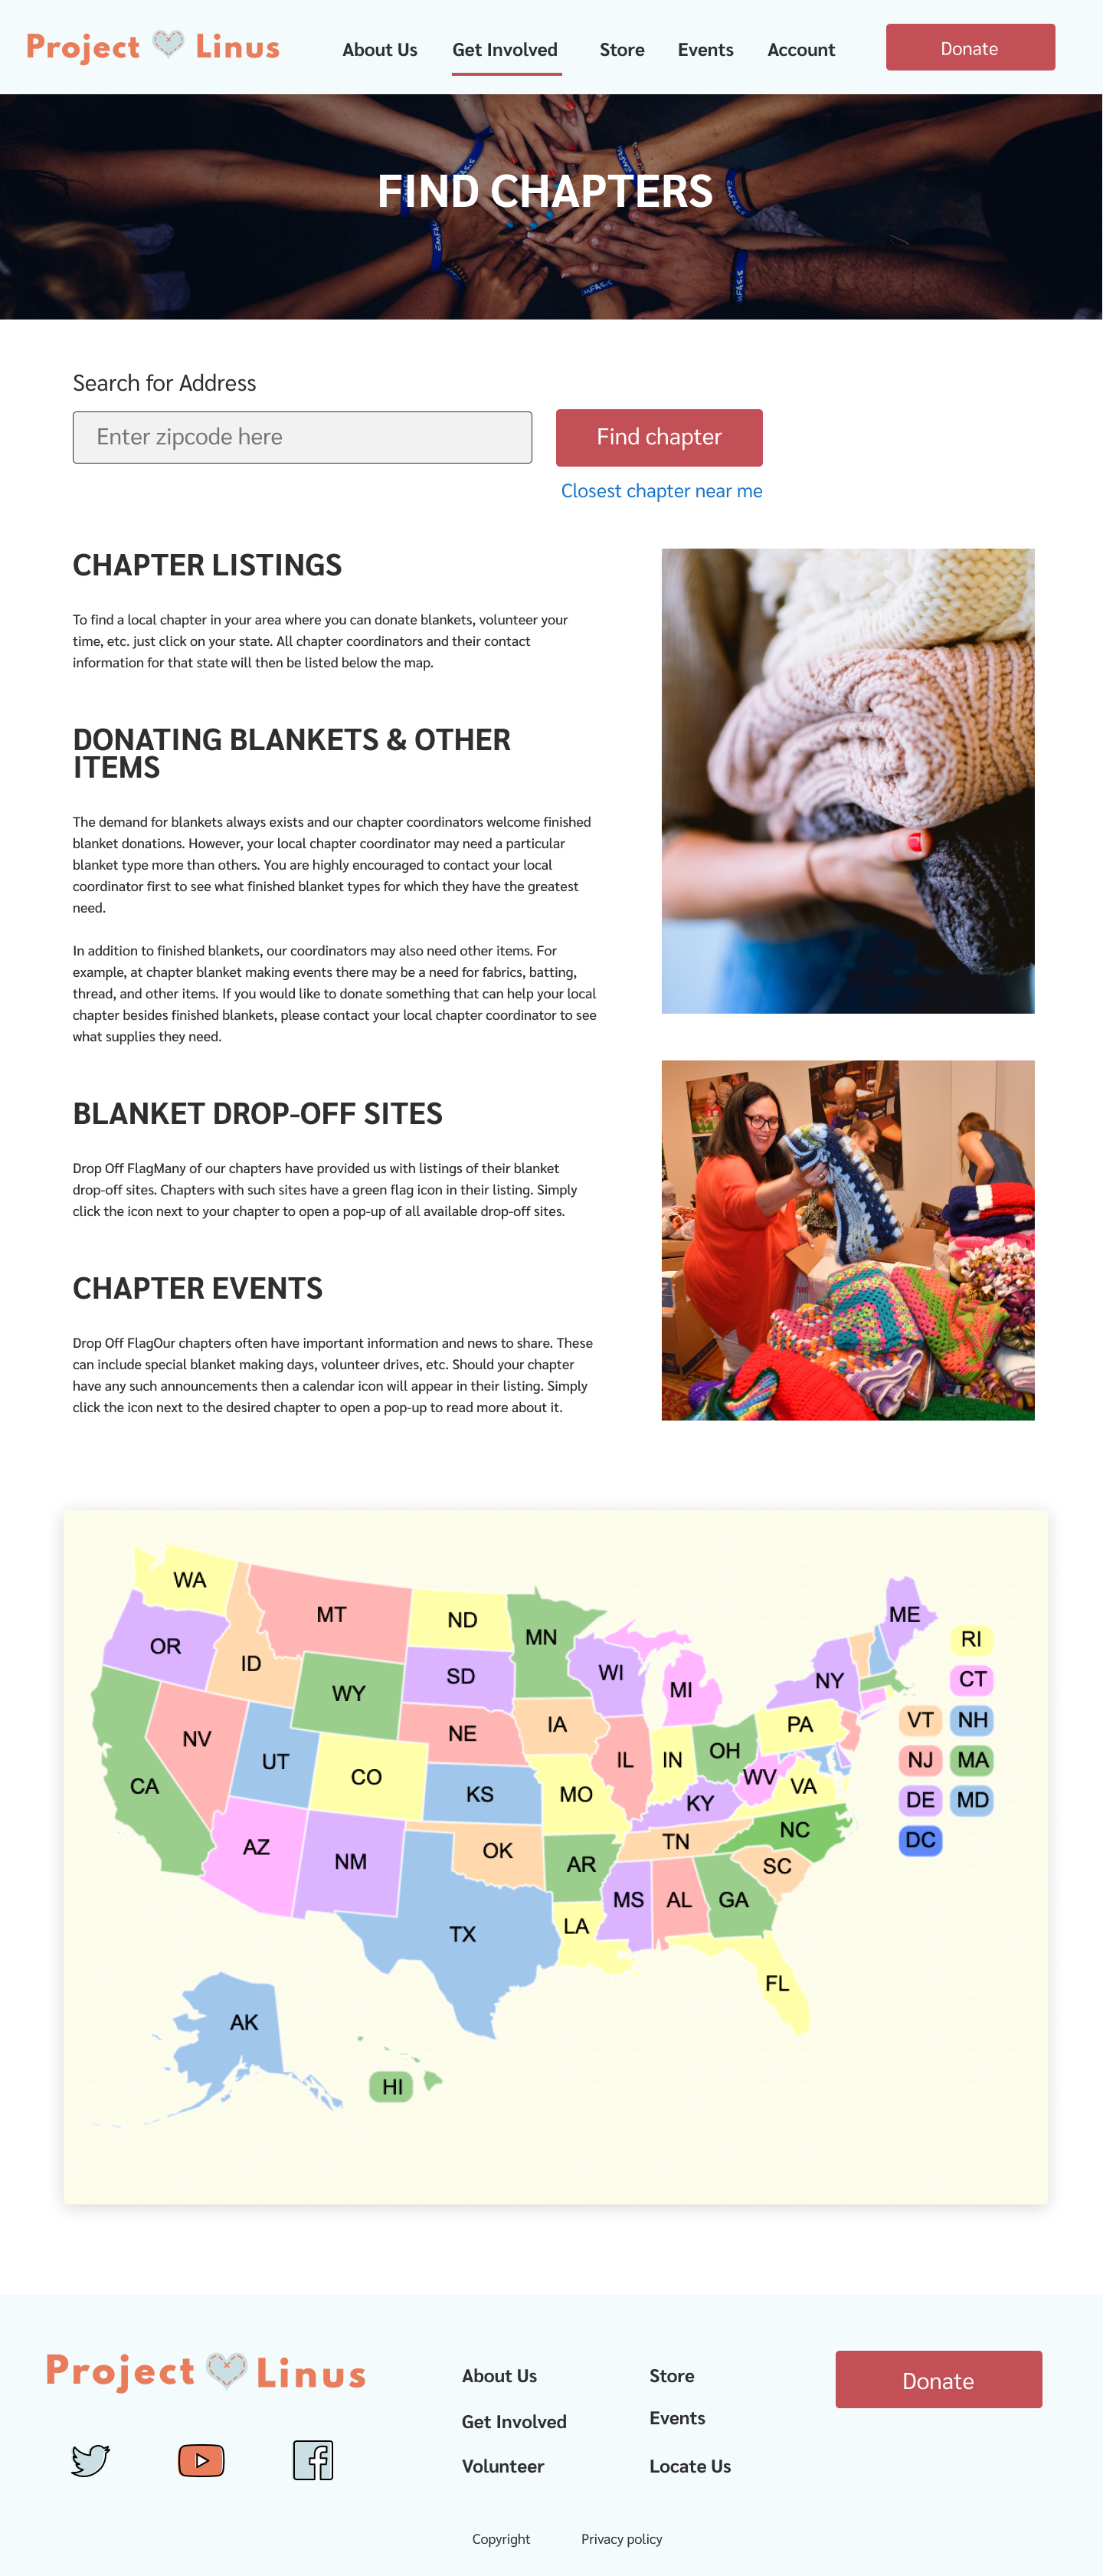 Project Linus
About Us
Get Involved
Store
Events
Account
Donate
FIND CHAPTERS
EMFASIS
Search for Address
Enter zipcode here
Find chapter
Closest chapter near me
CHAPTER LISTINGS
To find a local chapter in your area where you can donate blankets, volunteer your
time, etc. just click on your state. All chapter coordinators and their contact
information for that state will then be listed below the map.
DONATING BLANKETS & OTHER
ITEMS
The demand for blankets always exists and our chapter coordinators welcome finished
blanket donations. However, your local chapter coordinator may need a particular
blanket type more than others. You are highly encouraged to contact your local
coordinator first to see what finished blanket types for which they have the greatest
need.
In addition to finished blankets, our coordinators may also need other items. For
example, at chapter blanket making events there may be a need for fabrics, batting,
thread, and other items. If you would like to donate something that can help your local
chapter besides finished blankets, please contact your local chapter coordinator to see
what supplies they need.
BLANKET DROP-OFF SITES
Drop Off FlagMany of our chapters have provided us with listings of their blanket
drop-off sites. Chapters with such sites have a green flag icon in their listing. Simply
click the icon next to your chapter to open a pop-up of all available drop-off sites.
CHAPTER EVENTS
Drop Off FlagOur chapters often have important information and news to share. These
can include special blanket making days, volunteer drives, etc. Should your chapter
have any such announcements then a calendar icon will appear in their listing. Simply
click the icon next to the desired chapter to open a pop-up to read more about it.
WA
MT
ND
MN
ME
OR
ID
WY
SD
WI
MI
NY
RI
CT
NV
UT
CO
NE
IA
IL
IN
OH
PA
VT
NH
CA
KS
MO
KY
WV
VA
NJ
MA
AZ
NM
OK
AR
TN
NC
DE
MD
SC
DC
TX
LA
MS
AL
GA
FL
AK
HI
Project Linus
About Us
Get Involved
Volunteer
Store
Events
Locate Us
Donate
Copyright
Privacy policy